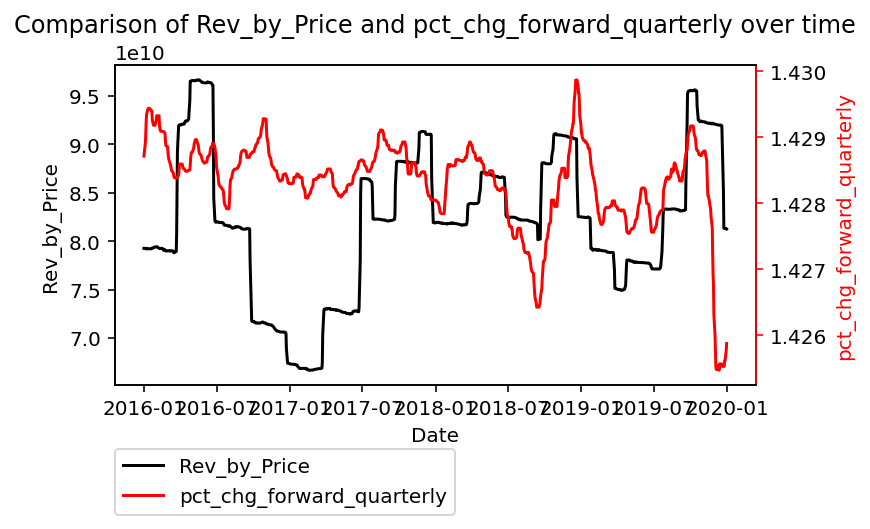 Comparison of Rev_by_Price and pct_chg_forward_quarterly over time
1e10
9.5
9.0
8.5
8.0
7.5
7.0
Rev_by_Price
1.430
1.429
1.428
1.427
1.426
pct_chg_forward_quarterly
2016-01 2016-07 2017-01 2017-07 2018-01 2018-07 2019-01 2019-07 2020-01
Date
Rev_by_Price
pct_chg_forward_quarterly